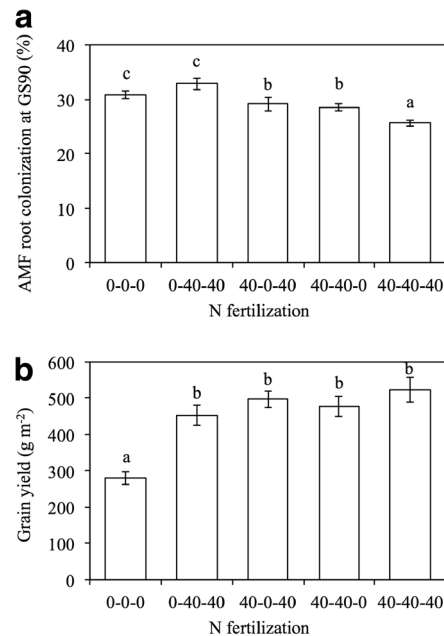 a
AMF root colonization at GS90 (%)
40
30
20
10
0
c
c
b
b
a
0-0-0
0-40-40
40-0-40
40-40-0
40-40-40
N fertilization
b
Grain yield (g m-2)
600
500
400
300
200
100
0
a
b
b
b
b
0-0-0
0-40-40
40-0-40
40-40-0
40-40-40
N fertilization